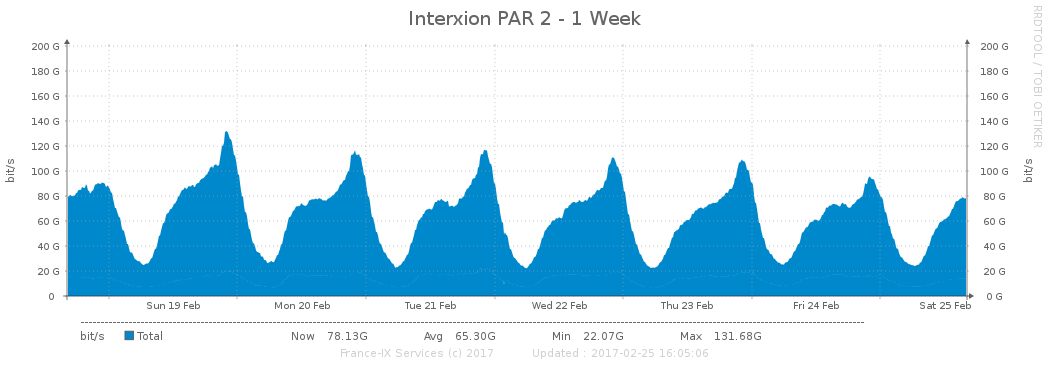 Interxion PAR 2 - 1 Week
RRDTOOL / TOBI OETIKER
bit/s
200 G 200 G
180 G 180 G
160 G 160 G
140 G 140 G
120 G 120 G
100 G 100 G
80 G 80 G
60 G 60 G
40 G 40 G
20 G 20 G
0 0 G
bit/s
Sun 19 Feb Mon 20 Feb Tue 21 Feb Wed 22 Feb Thu 23 Feb Fri 24 Feb Sat 25 Feb
bit/s Total Now 78.13G Avg 65.30G Min 22.07G Max 131.68G
France-IX Services (c) 2017 Updated : 2017-02-25 16:05:06